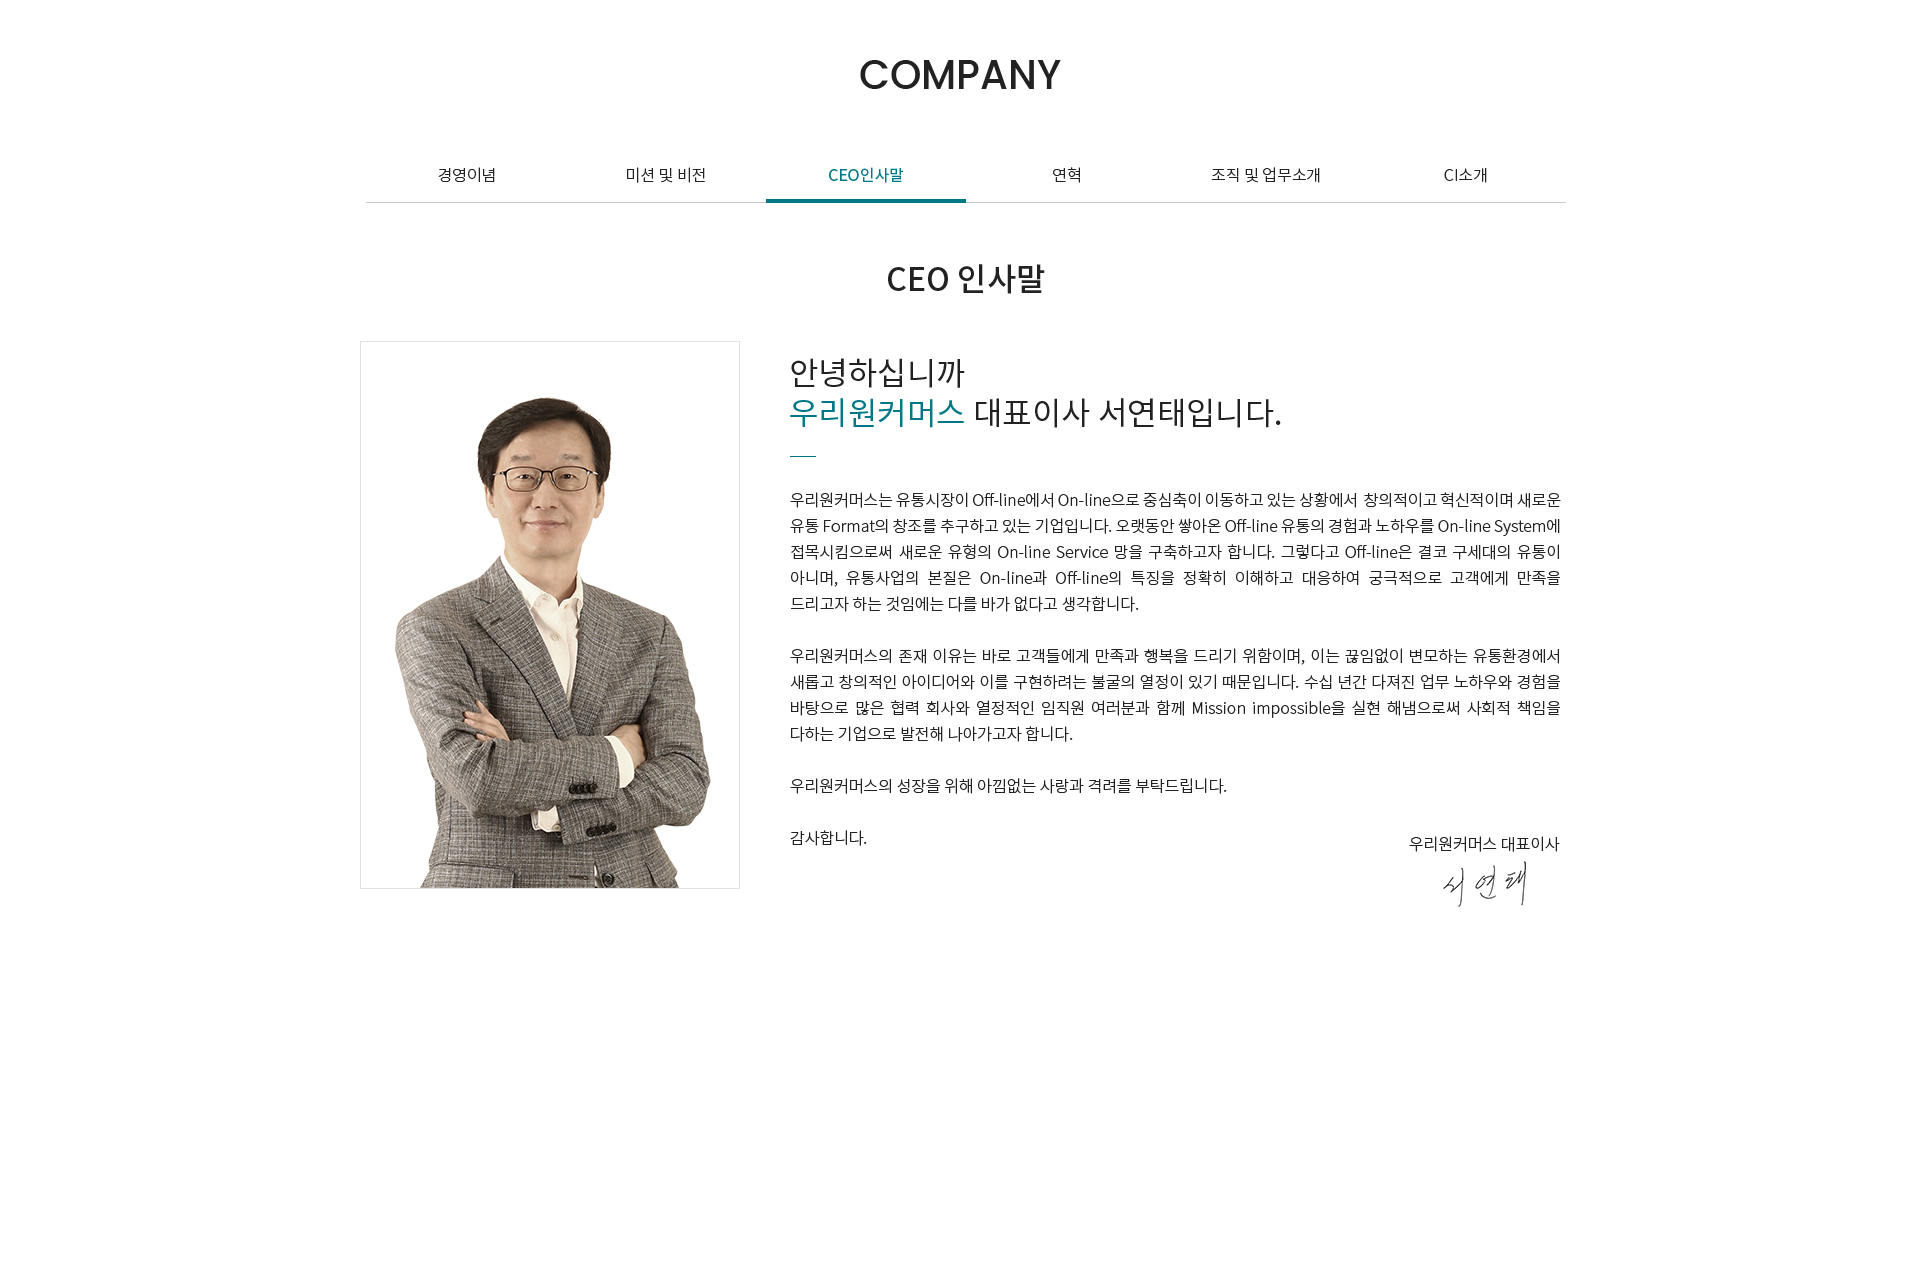 COMPANY
경영이념
미션 및 비전
CEO인사말
연혁
조직 및 업무소개
CI소개
CEO 인사말
안녕하십니까
우리원커머스 대표이사 서연태입니다.
우리원커머스는 유통시장이 Off-line에서 On-line으로 중심축이 이동하고 있는 상황에서 창의적이고 혁신적이며 새로운
유통 Format의 창조를 추구하고 있는 기업입니다. 오랫동안 쌓아온 Off-line 유통의 경험과 노하우를 On-line System에
접목시킴으로써 새로운 유형의 On-line Service 망을 구축하고자 합니다. 그렇다고 Off-line은 결코 구세대의 유통이
아니며, 유통사업의 본질은 On-line과 Off-line의 특징을 정확히 이해하고 대응하여 궁극적으로 고객에게 만족을
드리고자 하는 것임에는 다를 바가 없다고 생각합니다.
우리원커머스의 존재 이유는 바로 고객들에게 만족과 행복을 드리기 위함이며, 이는 끊임없이 변모하는 유통환경에서
새롭고 창의적인 아이디어와 이를 구현하려는 불굴의 열정이 있기 때문입니다. 수십 년간 다져진 업무 노하우와 경험을
바탕으로 많은 협력 회사와 열정적인 임직원 여러분과 함께 Mission impossible을 실현 해냄으로써 사회적 책임을
다하는 기업으로 발전해 나아가고자 합니다.
우리원커머스의 성장을 위해 아낌없는 사랑과 격려를 부탁드립니다.
감사합니다.
우리원커머스 대표이사
서연태